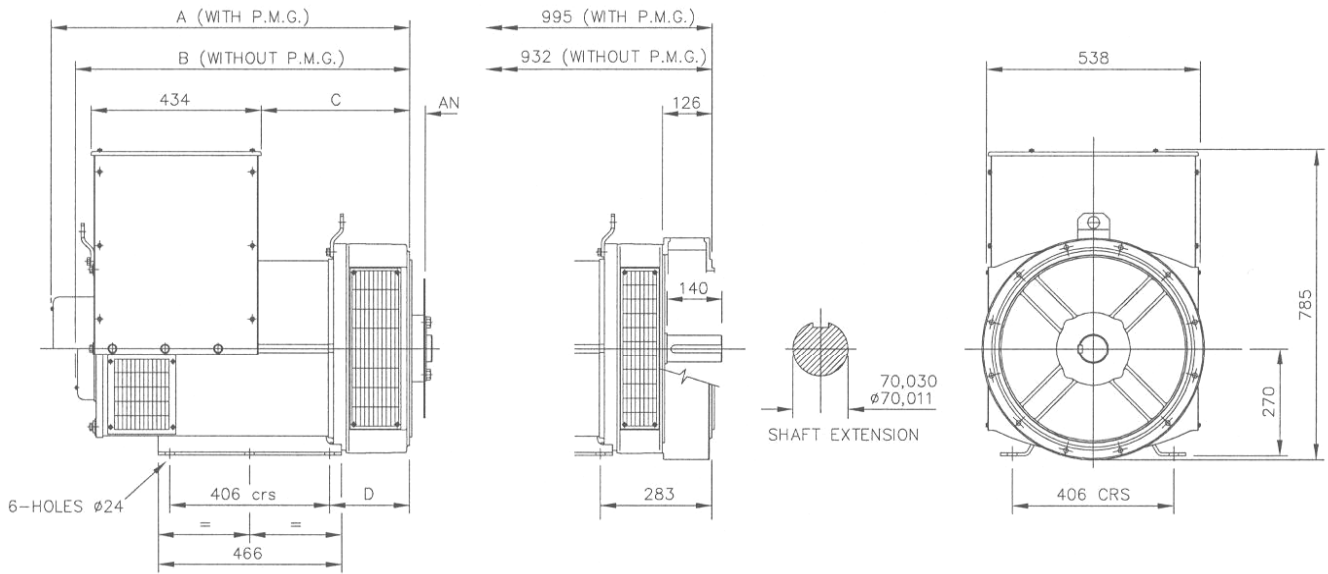 A (WITH P.M.G.)
995 (WITH P.M.G.)
B (WITHOUT P.M.G.)
932 (WITHOUT P.M.G.)
538
434
C
AN
126
140
785
70,030
ø70,011
270
SHAFT EXTENSION
6-HOLES ø24
406 crs
D
283
406 CRS
= =
466